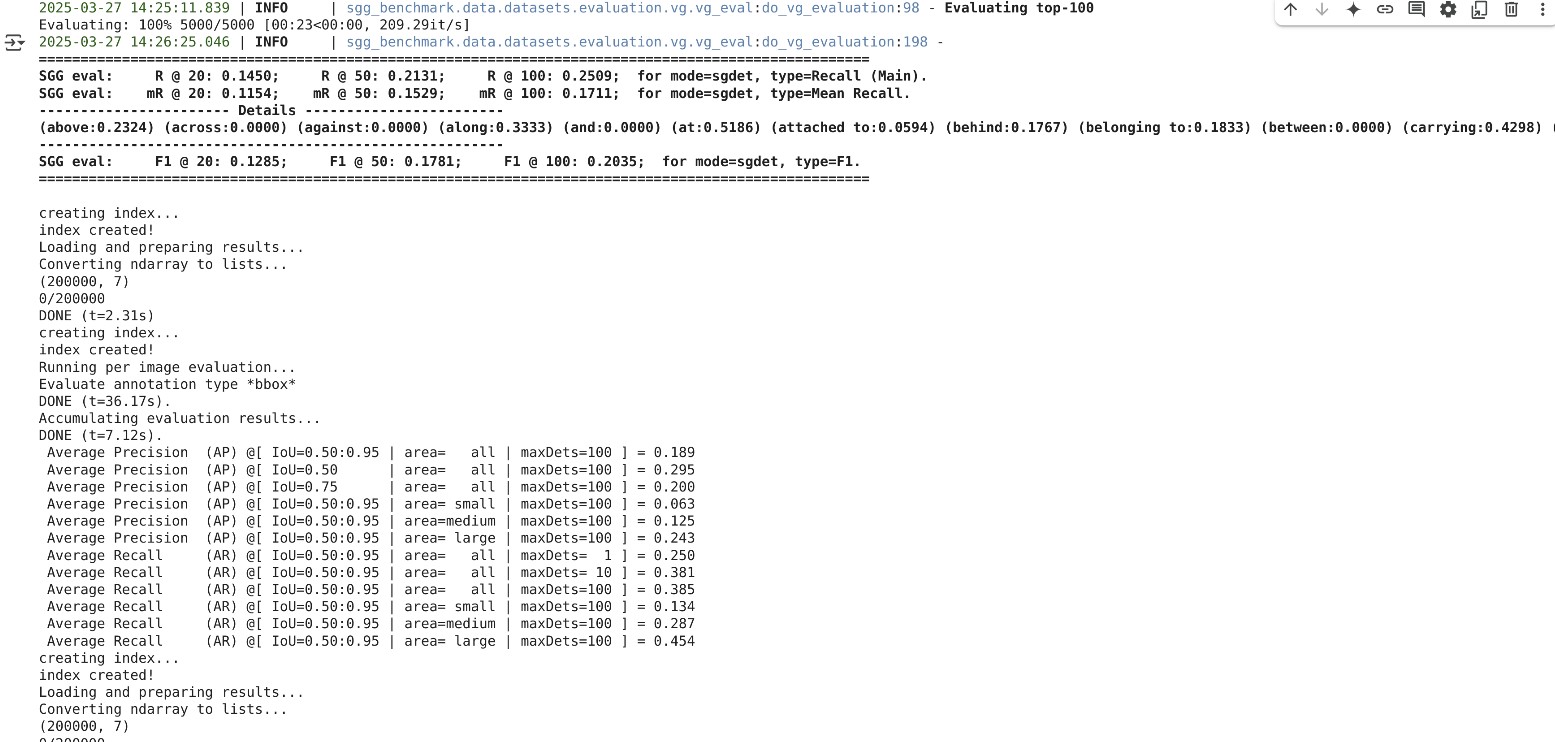 2025-03-27 14:25:11.839 | INFO     | sgg_benchmark.data.datasets.evaluation.vg.vg_eval:do_vg_evaluation:98 - Evaluating top-100
Evaluating: 100% 5000/5000 [00:23<00:00, 209.29it/s]
2025-03-27 14:26:25.046 | INFO     | sgg_benchmark.data.datasets.evaluation.vg.vg_eval:do_vg_evaluation:198 -
====================================================================================================
SGG eval:     R @ 20: 0.1450;     R @ 50: 0.2131;     R @ 100: 0.2509;  for mode=sgdet, type=Recall (Main).
SGG eval:    mR @ 20: 0.1154;    mR @ 50: 0.1529;    mR @ 100: 0.1711;  for mode=sgdet, type=Mean Recall.
----------------------- Details ------------------------
(above:0.2324) (across:0.0000) (against:0.0000) (along:0.3333) (and:0.0000) (at:0.5186) (attached to:0.0594) (behind:0.1767) (belonging to:0.1833) (between:0.0000) (carrying:0.4298)
--------------------------------------------------------
SGG eval:     F1 @ 20: 0.1285;     F1 @ 50: 0.1781;     F1 @ 100: 0.2035;  for mode=sgdet, type=F1.
====================================================================================================
creating index...
index created!
Loading and preparing results...
Converting ndarray to lists...
(200000, 7)
0/200000
DONE (t=2.31s)
creating index...
index created!
Running per image evaluation...
Evaluate annotation type *bbox*
DONE (t=36.17s).
Accumulating evaluation results...
DONE (t=7.12s).
 Average Precision  (AP) @[ IoU=0.50:0.95 | area=   all | maxDets=100 ] = 0.189
 Average Precision  (AP) @[ IoU=0.50      | area=   all | maxDets=100 ] = 0.295
 Average Precision  (AP) @[ IoU=0.75      | area=   all | maxDets=100 ] = 0.200
 Average Precision  (AP) @[ IoU=0.50:0.95 | area= small | maxDets=100 ] = 0.063
 Average Precision  (AP) @[ IoU=0.50:0.95 | area=medium | maxDets=100 ] = 0.125
 Average Precision  (AP) @[ IoU=0.50:0.95 | area= large | maxDets=100 ] = 0.243
 Average Recall     (AR) @[ IoU=0.50:0.95 | area=   all | maxDets=  1 ] = 0.250
 Average Recall     (AR) @[ IoU=0.50:0.95 | area=   all | maxDets= 10 ] = 0.381
 Average Recall     (AR) @[ IoU=0.50:0.95 | area=   all | maxDets=100 ] = 0.385
 Average Recall     (AR) @[ IoU=0.50:0.95 | area= small | maxDets=100 ] = 0.134
 Average Recall     (AR) @[ IoU=0.50:0.95 | area=medium | maxDets=100 ] = 0.287
 Average Recall     (AR) @[ IoU=0.50:0.95 | area= large | maxDets=100 ] = 0.454
creating index...
index created!
Loading and preparing results...
Converting ndarray to lists...
(200000, 7)